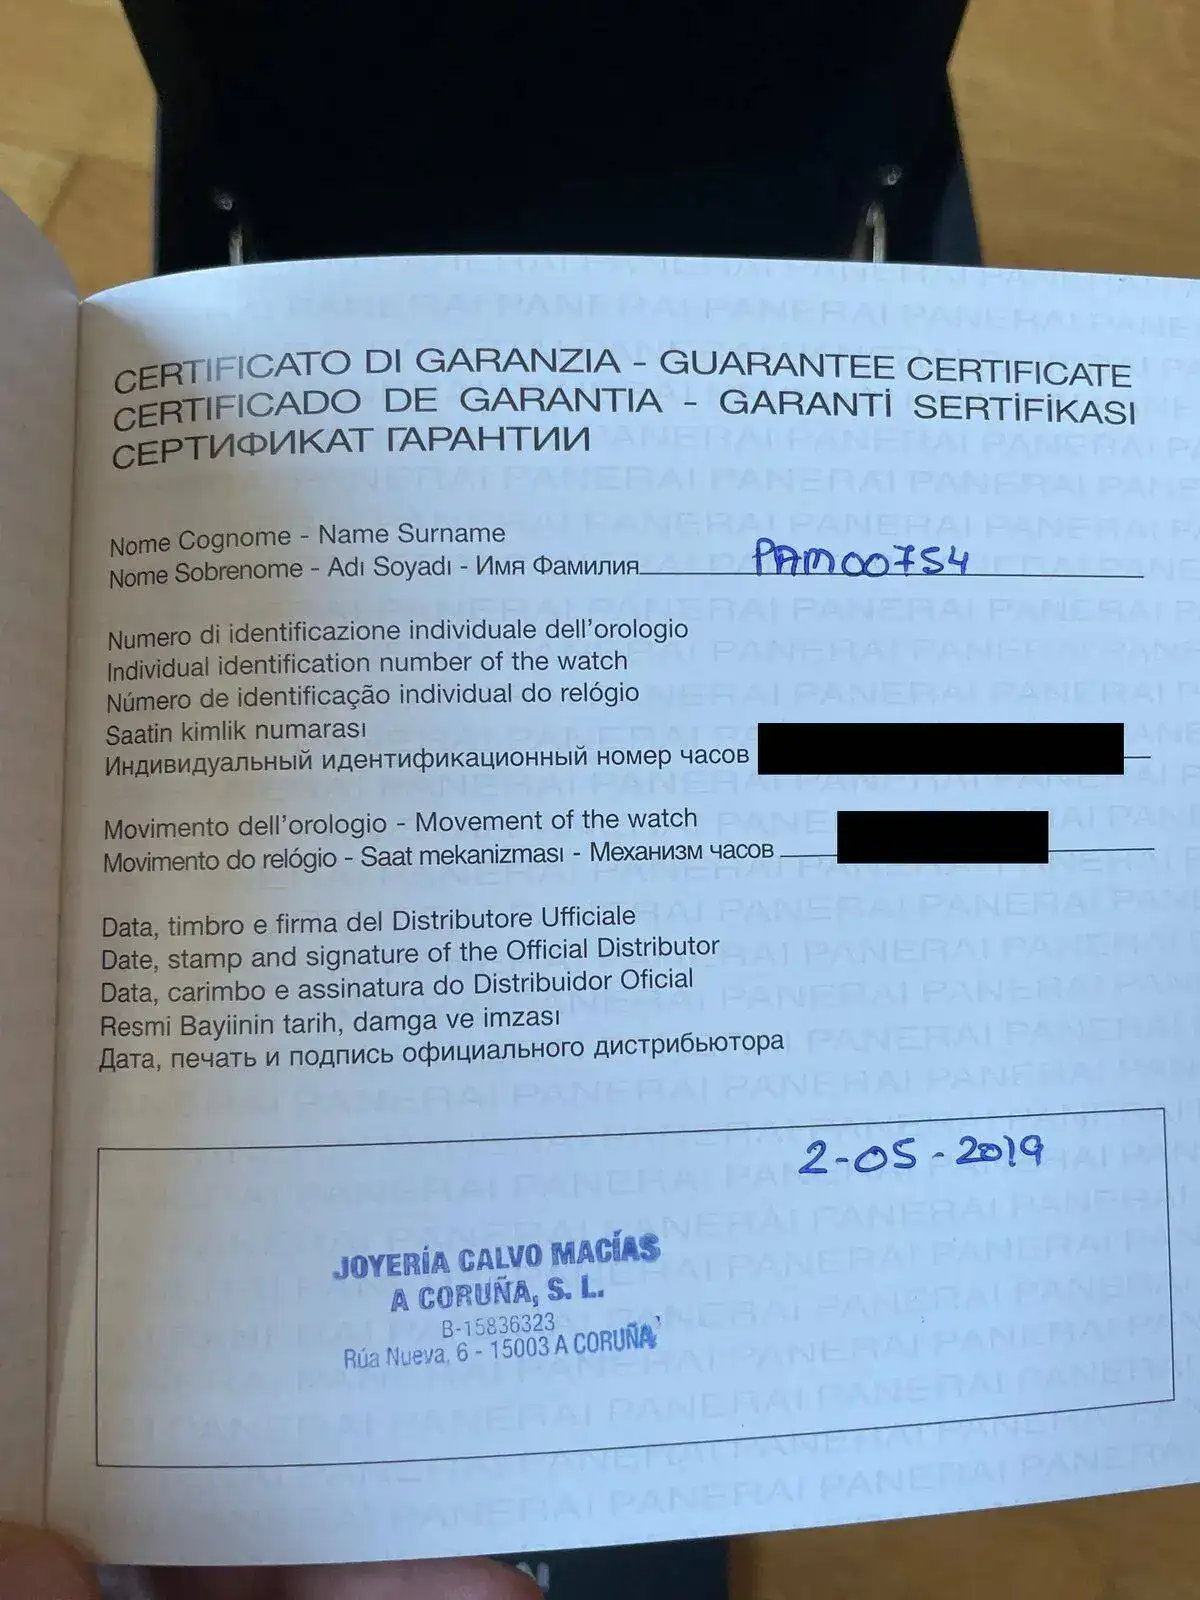 CERTIFICATO DI GARANZIA - GUARANTEE CERTIFICATE
CERTIFICADO DE GARANTIA - GARANTİ SERTİFİKASI
СЕРТИФИКАТ ГАРАНТИИ
Nome Cognome - Name Surname
Nome Sobrenome - Adı Soyadı - Имя Фамилия PAM00754
Numero di identificazione individuale dell'orologio
Individual identification number of the watch
Número de identificação individual do relógio
Saatin kimlik numarası
Индивидуальный идентификационный номер часов
Movimento dell'orologio - Movement of the watch
Movimento do relógio - Saat mekanizması - Механизм часов
Data, timbro e firma del Distributore Ufficiale
Date, stamp and signature of the Official Distributor
Data, carimbo e assinatura do Distribuidor Oficial
Resmi Bayiinin tarih, damga ve imzası
Дата, печать и подпись официального дистрибьютора
2-05-2019
JOYERÍA CALVO MACÍAS
A CORUÑA, S. L.
B-15836323
Rúa Nueva, 6 - 15003 A CORUÑA